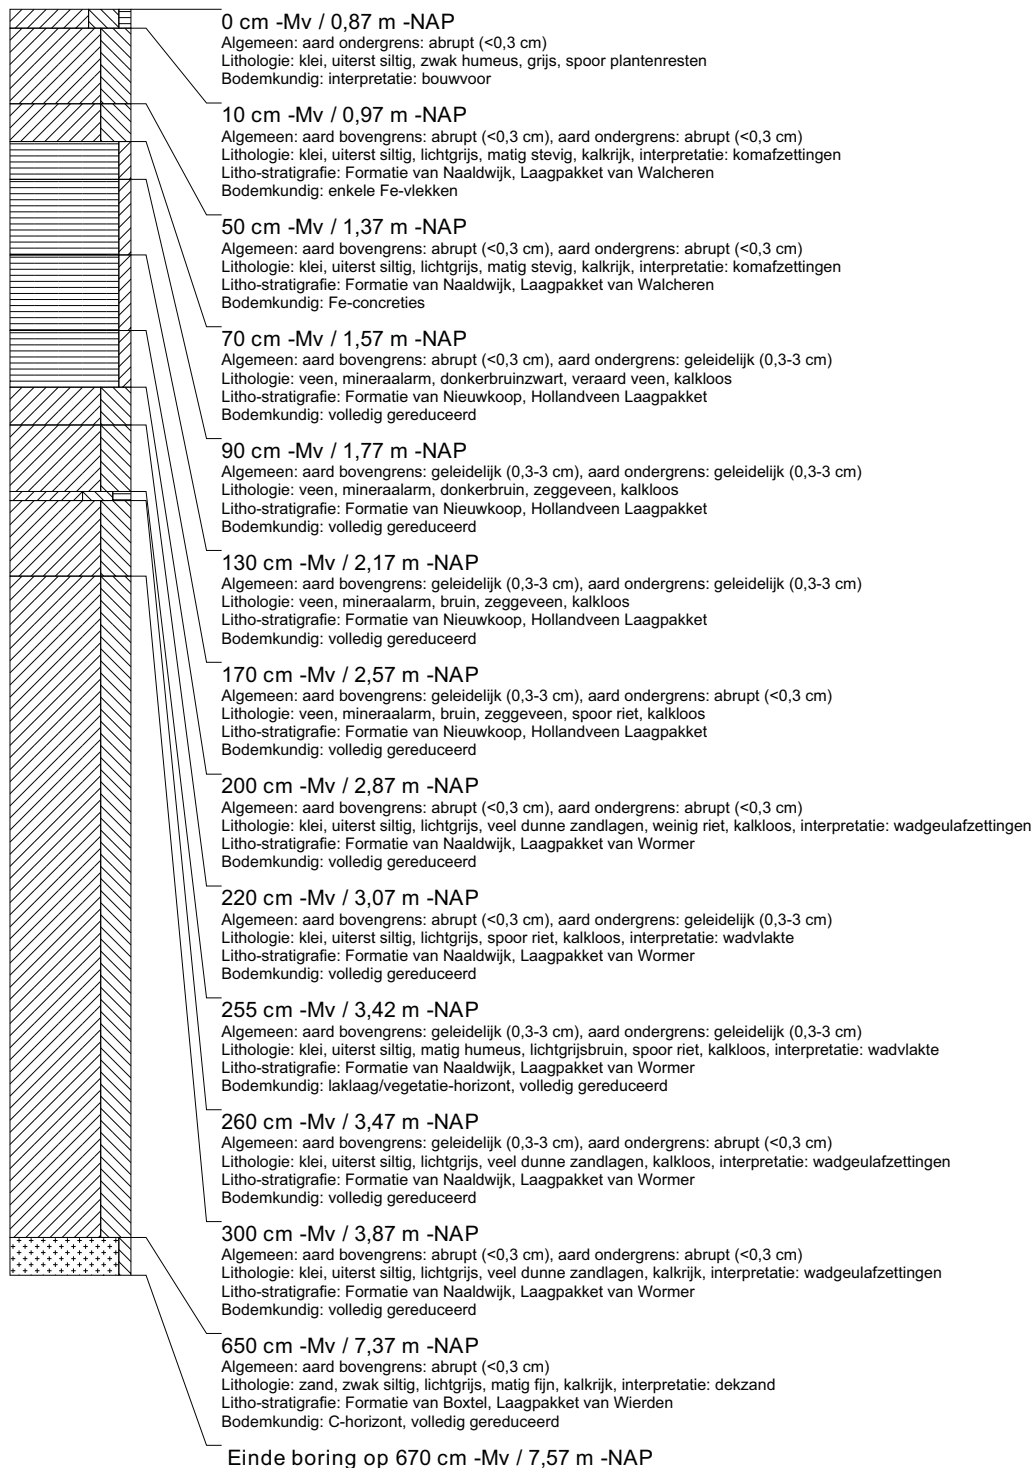 0 cm -Mv / 0,87 m -NAP
Algemeen: aard ondergrens: abrupt (<0,3 cm)
Lithologie: klei, uiterst siltig, zwak humeus, grijs, spoor plantenresten
Bodemkundig: interpretatie: bouwvoor
10 cm -Mv / 0,97 m -NAP
Algemeen: aard bovengrens: abrupt (<0,3 cm), aard ondergrens: abrupt (<0,3 cm)
Lithologie: klei, uiterst siltig, lichtgrijs, matig stevig, kalkrijk, interpretatie: komafzettingen
Litho-stratigrafie: Formatie van Naaldwijk, Laagpakket van Walcheren
Bodemkundig: enkele Fe-vlekken
50 cm -Mv / 1,37 m -NAP
Algemeen: aard bovengrens: abrupt (<0,3 cm), aard ondergrens: abrupt (<0,3 cm)
Lithologie: klei, uiterst siltig, lichtgrijs, matig stevig, kalkrijk, interpretatie: komafzettingen
Litho-stratigrafie: Formatie van Naaldwijk, Laagpakket van Walcheren
Bodemkundig: Fe-concreties
70 cm -Mv / 1,57 m -NAP
Algemeen: aard bovengrens: abrupt (<0,3 cm), aard ondergrens: geleidelijk (0,3-3 cm)
Lithologie: veen, mineraalarm, donkerbruinzwart, veraard veen, kalkloos
Litho-stratigrafie: Formatie van Nieuwkoop, Hollandveen Laagpakket
Bodemkundig: volledig gereduceerd
90 cm -Mv / 1,77 m -NAP
Algemeen: aard bovengrens: geleidelijk (0,3-3 cm), aard ondergrens: geleidelijk (0,3-3 cm)
Lithologie: veen, mineraalarm, donkerbruin, zeggeveen, kalkloos
Litho-stratigrafie: Formatie van Nieuwkoop, Hollandveen Laagpakket
Bodemkundig: volledig gereduceerd
130 cm -Mv / 2,17 m -NAP
Algemeen: aard bovengrens: geleidelijk (0,3-3 cm), aard ondergrens: geleidelijk (0,3-3 cm)
Lithologie: veen, mineraalarm, bruin, zeggeveen, kalkloos
Litho-stratigrafie: Formatie van Nieuwkoop, Hollandveen Laagpakket
Bodemkundig: volledig gereduceerd
170 cm -Mv / 2,57 m -NAP
Algemeen: aard bovengrens: geleidelijk (0,3-3 cm), aard ondergrens: abrupt (<0,3 cm)
Lithologie: veen, mineraalarm, bruin, zeggeveen, spoor riet, kalkloos
Litho-stratigrafie: Formatie van Nieuwkoop, Hollandveen Laagpakket
Bodemkundig: volledig gereduceerd
200 cm -Mv / 2,87 m -NAP
Algemeen: aard bovengrens: abrupt (<0,3 cm), aard ondergrens: abrupt (<0,3 cm)
Lithologie: klei, uiterst siltig, lichtgrijs, veel dunne zandlagen, weinig riet, kalkloos, interpretatie: wadgeulafzettingen
Litho-stratigrafie: Formatie van Naaldwijk, Laagpakket van Wormer
Bodemkundig: volledig gereduceerd
220 cm -Mv / 3,07 m -NAP
Algemeen: aard bovengrens: abrupt (<0,3 cm), aard ondergrens: geleidelijk (0,3-3 cm)
Lithologie: klei, uiterst siltig, lichtgrijs, spoor riet, kalkloos, interpretatie: wadvlakte
Litho-stratigrafie: Formatie van Naaldwijk, Laagpakket van Wormer
Bodemkundig: volledig gereduceerd
255 cm -Mv / 3,42 m -NAP
Algemeen: aard bovengrens: geleidelijk (0,3-3 cm), aard ondergrens: geleidelijk (0,3-3 cm)
Lithologie: klei, uiterst siltig, matig humeus, lichtgrijsbruin, spoor riet, kalkloos, interpretatie: wadvlakte
Litho-stratigrafie: Formatie van Naaldwijk, Laagpakket van Wormer
Bodemkundig: laklaag/vegetatie-horizont, volledig gereduceerd
260 cm -Mv / 3,47 m -NAP
Algemeen: aard bovengrens: geleidelijk (0,3-3 cm), aard ondergrens: abrupt (<0,3 cm)
Lithologie: klei, uiterst siltig, lichtgrijs, veel dunne zandlagen, kalkloos, interpretatie: wadgeulafzettingen
Litho-stratigrafie: Formatie van Naaldwijk, Laagpakket van Wormer
Bodemkundig: volledig gereduceerd
300 cm -Mv / 3,87 m -NAP
Algemeen: aard bovengrens: abrupt (<0,3 cm), aard ondergrens: abrupt (<0,3 cm)
Lithologie: klei, uiterst siltig, lichtgrijs, veel dunne zandlagen, kalkrijk, interpretatie: wadgeulafzettingen
Litho-stratigrafie: Formatie van Naaldwijk, Laagpakket van Wormer
Bodemkundig: volledig gereduceerd
650 cm -Mv / 7,37 m -NAP
Algemeen: aard bovengrens: abrupt (<0,3 cm)
Lithologie: zand, zwak siltig, lichtgrijs, matig fijn, kalkrijk, interpretatie: dekzand
Litho-stratigrafie: Formatie van Boxtel, Laagpakket van Wierden
Bodemkundig: C-horizont, volledig gereduceerd
Einde boring op 670 cm -Mv / 7,57 m -NAP